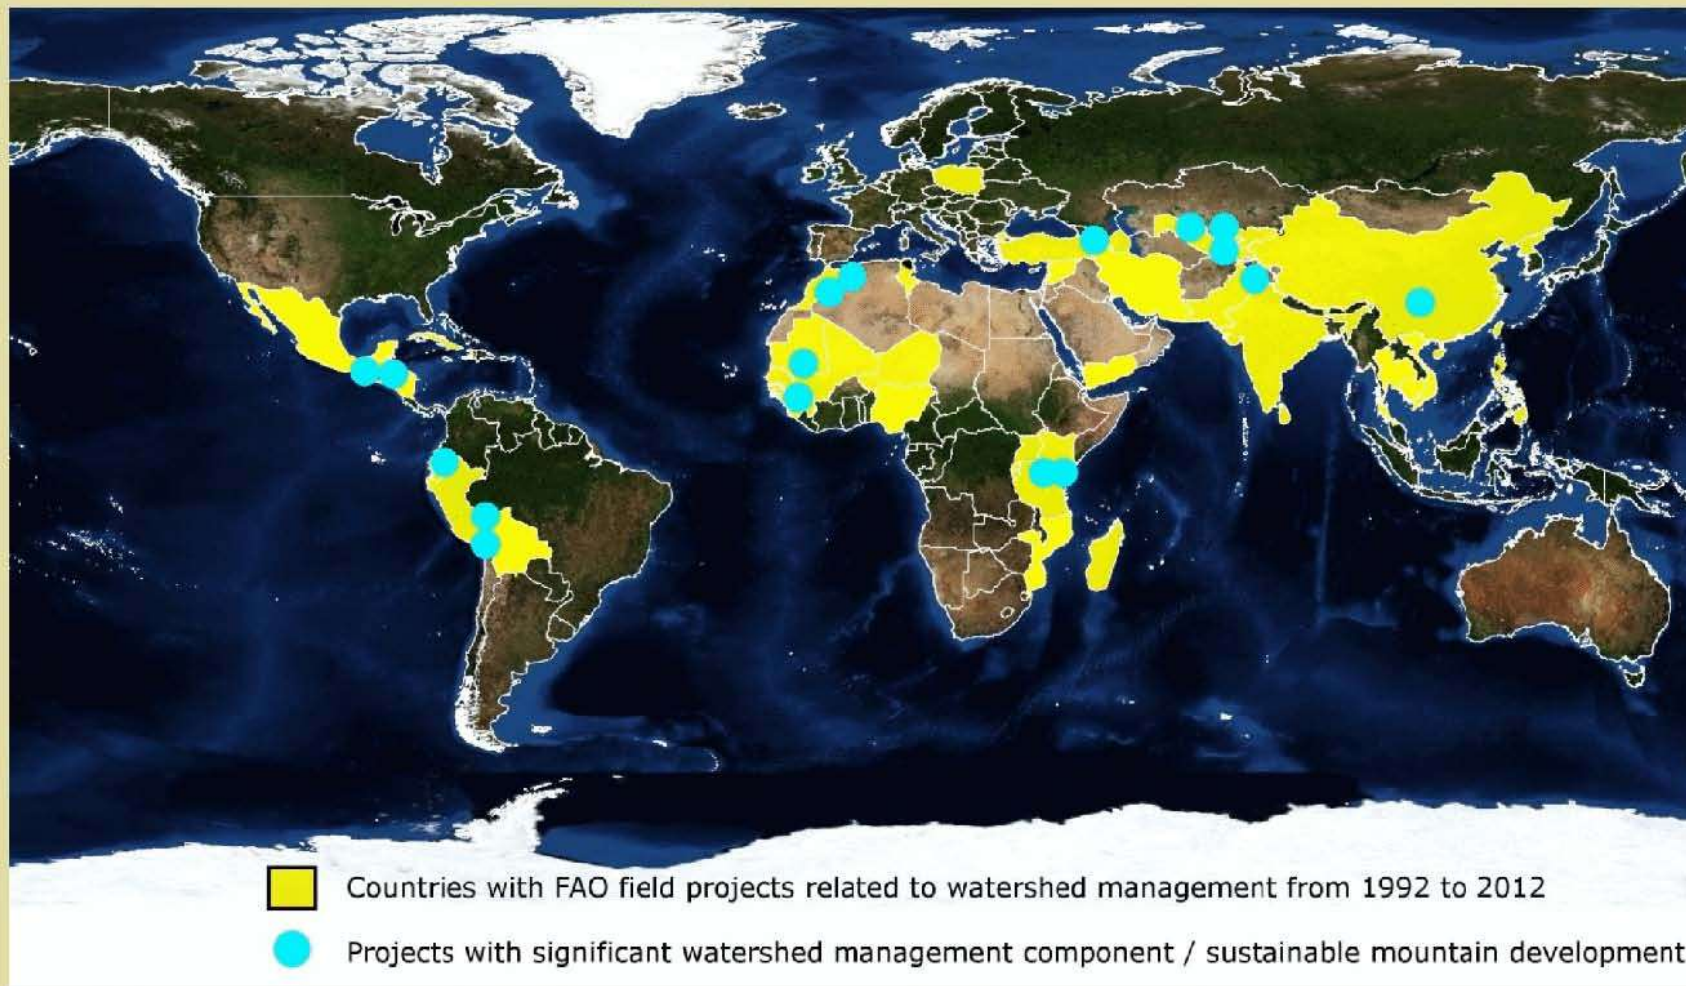 Countries with FAO field projects related to watershed management from 1992 to 2012
Projects with significant watershed management component / sustainable mountain development